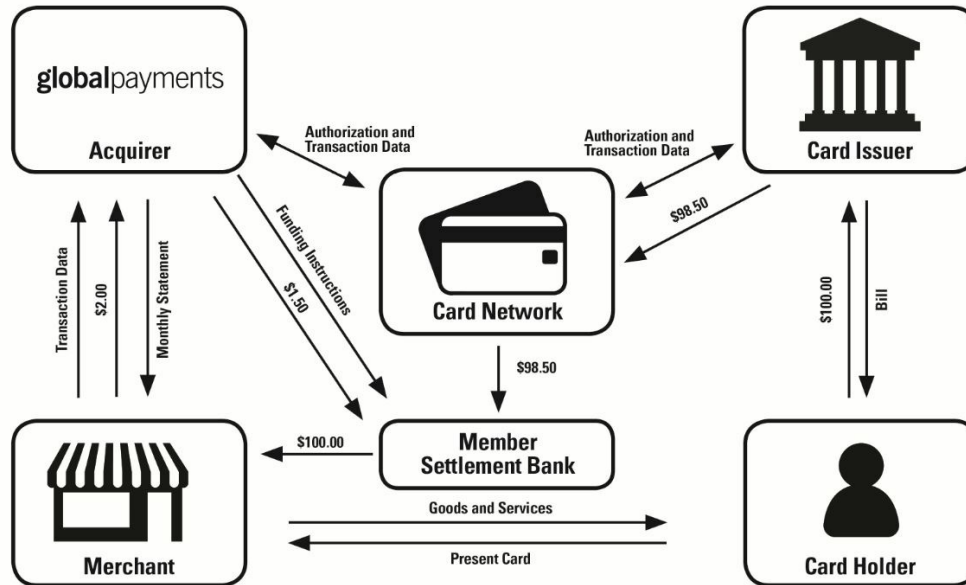 globalpayments
Acquirer
Card Issuer
Authorization and
Transaction Data
Authorization and
Transaction Data
$98.50
Card Network
Funding Instructions
$1.50
Transaction Data
$2.00
Monthly Statement
$100.00
Bill
$98.50
$100.00
Member
Settlement Bank
Goods and Services
Present Card
Merchant
Card Holder